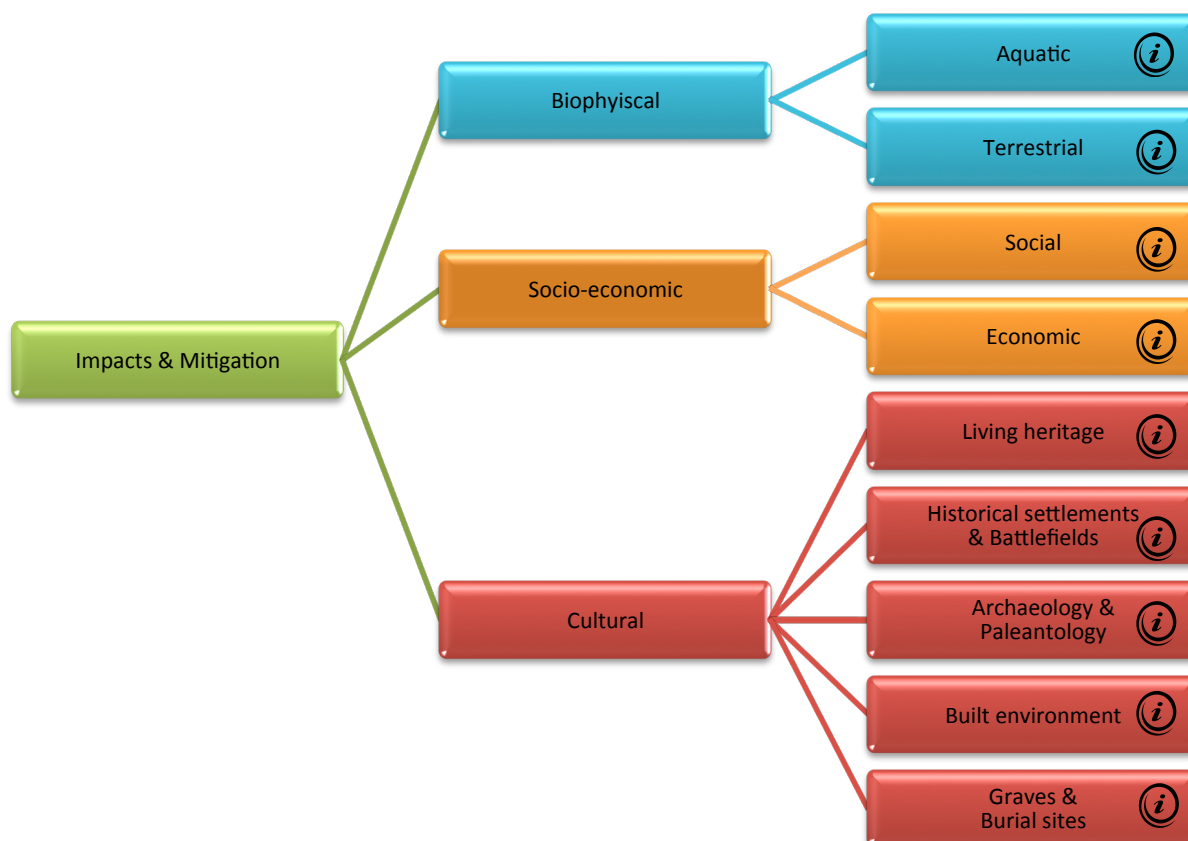 Impacts & Mitigation
Biophyiscal
Aquatic
i
Terrestrial
i
Socio-economic
Social
i
Economic
i
Cultural
Living heritage
i
Historical settlements
& Battlefields
i
Archaeology &
Paleantology
i
Built environment
i
Graves &
Burial sites
i